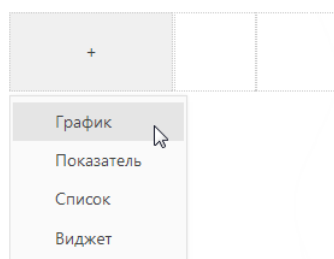 +
График
Показатель
Список
Виджет